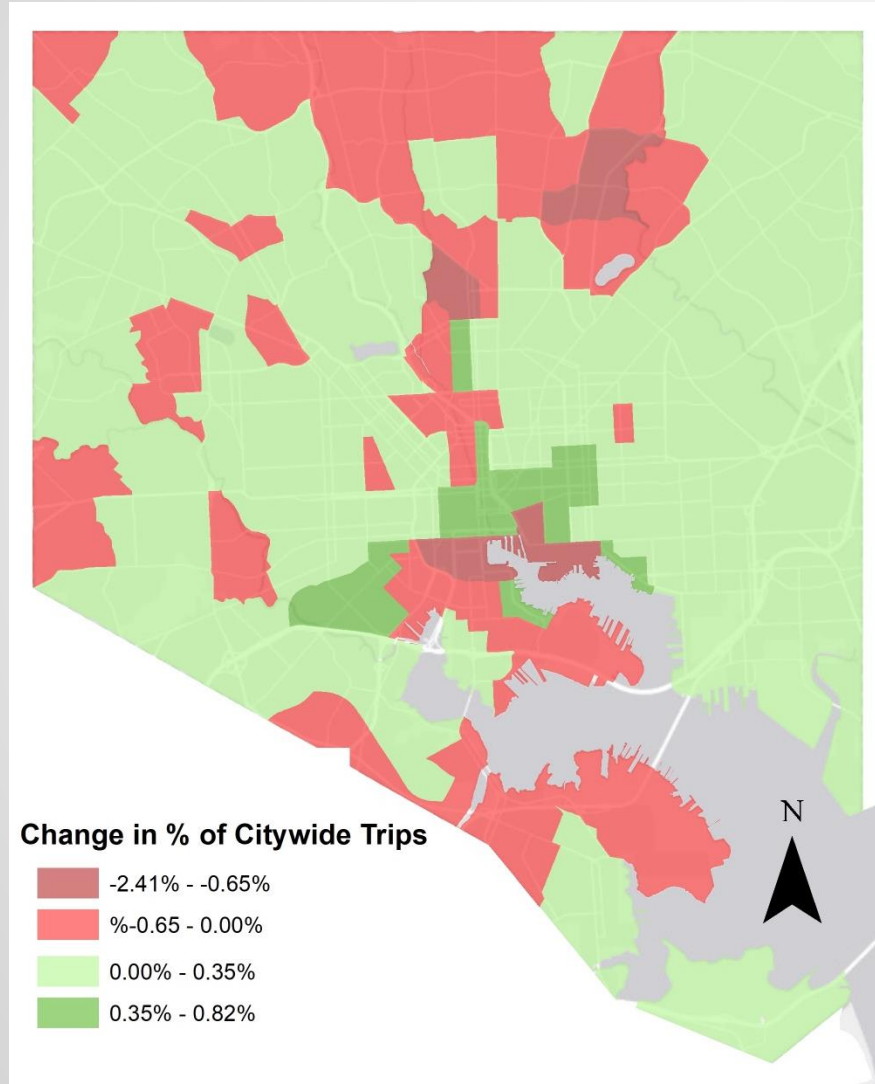 N
Change in % of Citywide Trips
-2.41% - -0.65%
%-0.65 - 0.00%
0.00% - 0.35%
0.35% - 0.82%